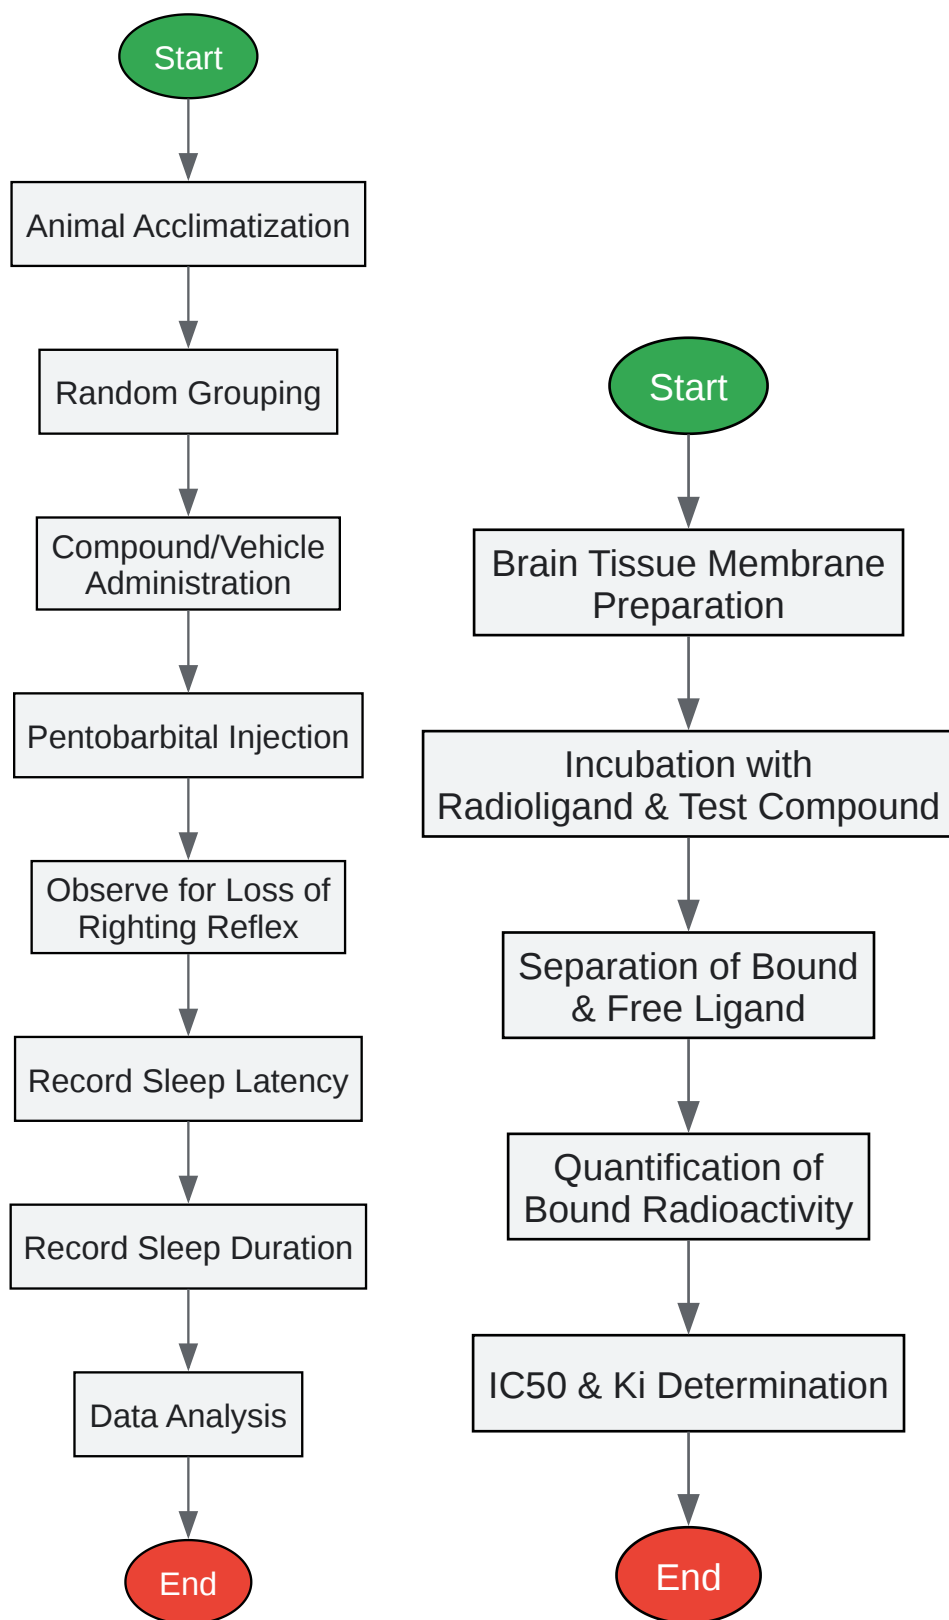 Start
Animal Acclimatization
Random Grouping
Compound/Vehicle
Administration
Pentobarbital Injection
Observe for Loss of
Righting Reflex
Record Sleep Latency
Record Sleep Duration
Data Analysis
End
Start
Brain Tissue Membrane
Preparation
Incubation with
Radioligand & Test Compound
Separation of Bound
& Free Ligand
Quantification of
Bound Radioactivity
IC50 & Ki Determination
End